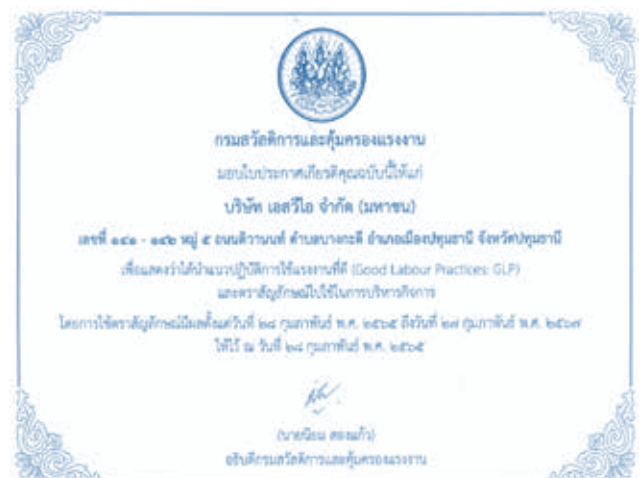 กรมสวัสดิการและคุ้มครองแรงงาน
มอบใบประกาศเกียรติคุณฉบับนี้ให้แก่
บริษัท เอสวีโอ จำกัด (มหาชน)
เลขที่ ๑๔๑ - ๑๔๒ หมู่ ๕ ถนนติวานนท์ ตำบลบางกะดี อำเภอเมืองปทุมธานี จังหวัดปทุมธานี
เพื่อแสดงว่าได้นำแนวปฏิบัติการใช้แรงงานที่ดี (Good Labour Practices: GLP)
และตราสัญลักษณ์ไปใช้ในการบริหารกิจการ
โดยการใช้ตราสัญลักษณ์มีผลตั้งแต่วันที่ ๒๘ กุมภาพันธ์ พ.ศ. ๒๕๖๕ ถึงวันที่ ๒๗ กุมภาพันธ์ พ.ศ. ๒๕๖๗
ให้ไว้ ณ วันที่ ๒๘ กุมภาพันธ์ พ.ศ. ๒๕๖๕
(นายนิยม สองแก้ว)
อธิบดีกรมสวัสดิการและคุ้มครองแรงงาน